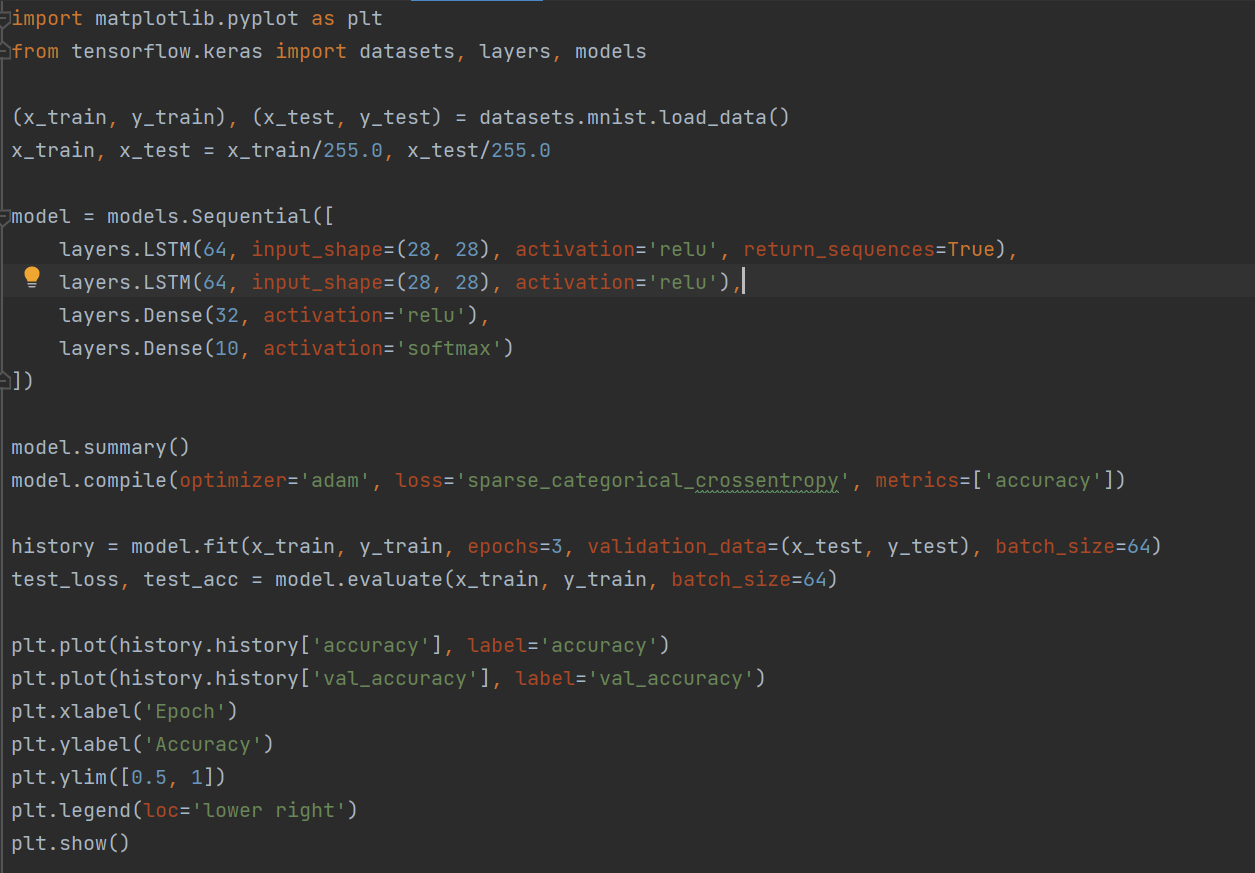 import matplotlib.pyplot as plt
from tensorflow.keras import datasets, layers, models
(x_train, y_train), (x_test, y_test) = datasets.mnist.load_data()
x_train, x_test = x_train/255.0, x_test/255.0
model = models.Sequential([
    layers.LSTM(64, input_shape=(28, 28), activation='relu', return_sequences=True),
    layers.LSTM(64, input_shape=(28, 28), activation='relu'),
    layers.Dense(32, activation='relu'),
    layers.Dense(10, activation='softmax')
])
model.summary()
model.compile(optimizer='adam', loss='sparse_categorical_crossentropy', metrics=['accuracy'])
history = model.fit(x_train, y_train, epochs=3, validation_data=(x_test, y_test), batch_size=64)
test_loss, test_acc = model.evaluate(x_train, y_train, batch_size=64)
plt.plot(history.history['accuracy'], label='accuracy')
plt.plot(history.history['val_accuracy'], label='val_accuracy')
plt.xlabel('Epoch')
plt.ylabel('Accuracy')
plt.ylim([0.5, 1])
plt.legend(loc='lower right')
plt.show()